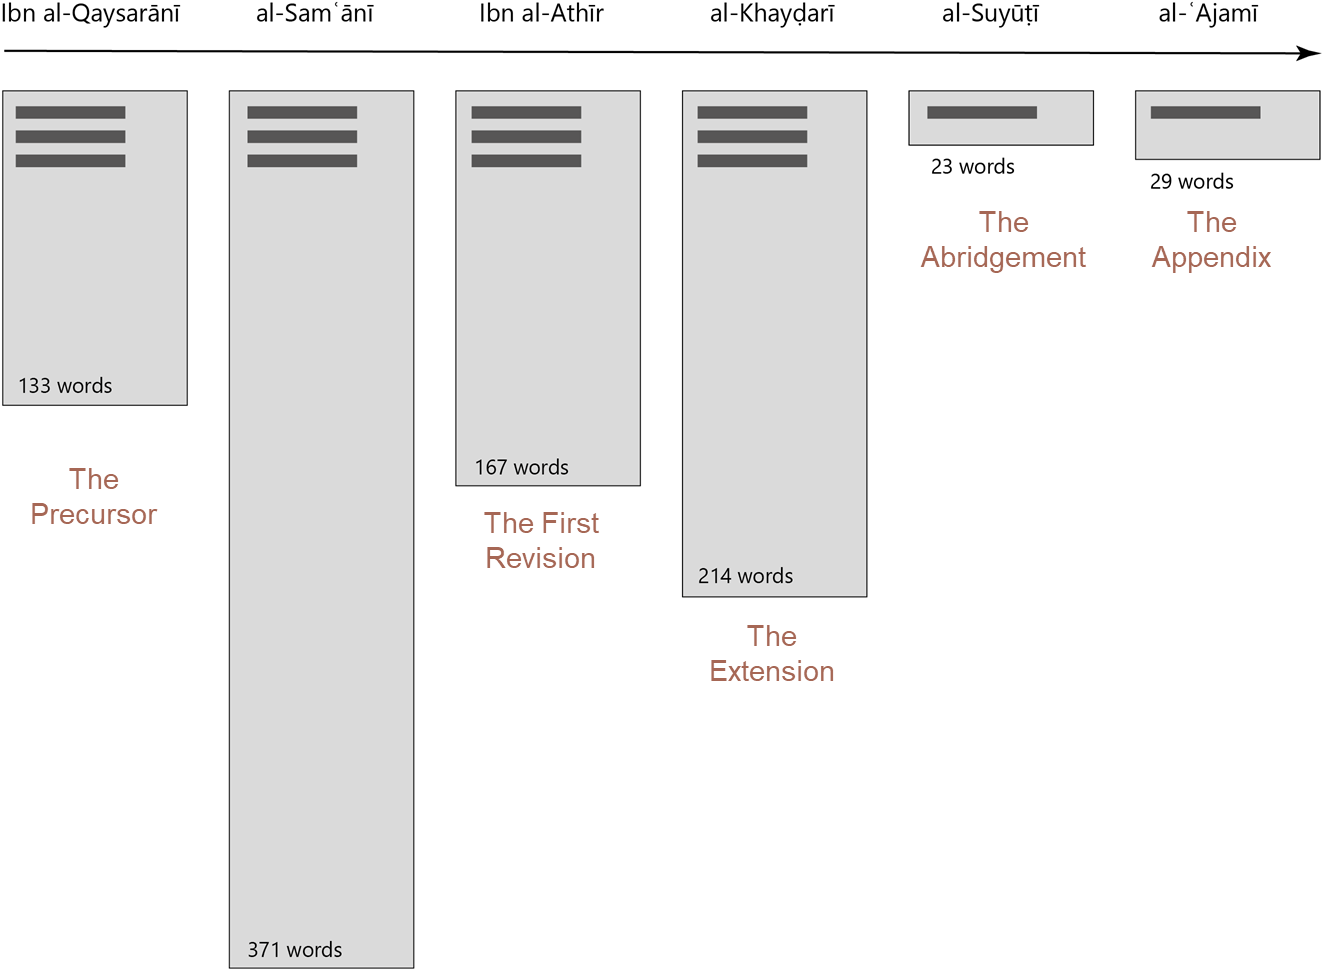 Ibn al-Qaysarānī
al-Samʿānī
Ibn al-Athīr
al-Khayḍarī
al-Suyūṭī
al-ʿAjamī
133 words
The
Precursor
371 words
167 words
The First
Revision
214 words
The
Extension
23 words
The
Abridgement
29 words
The
Appendix